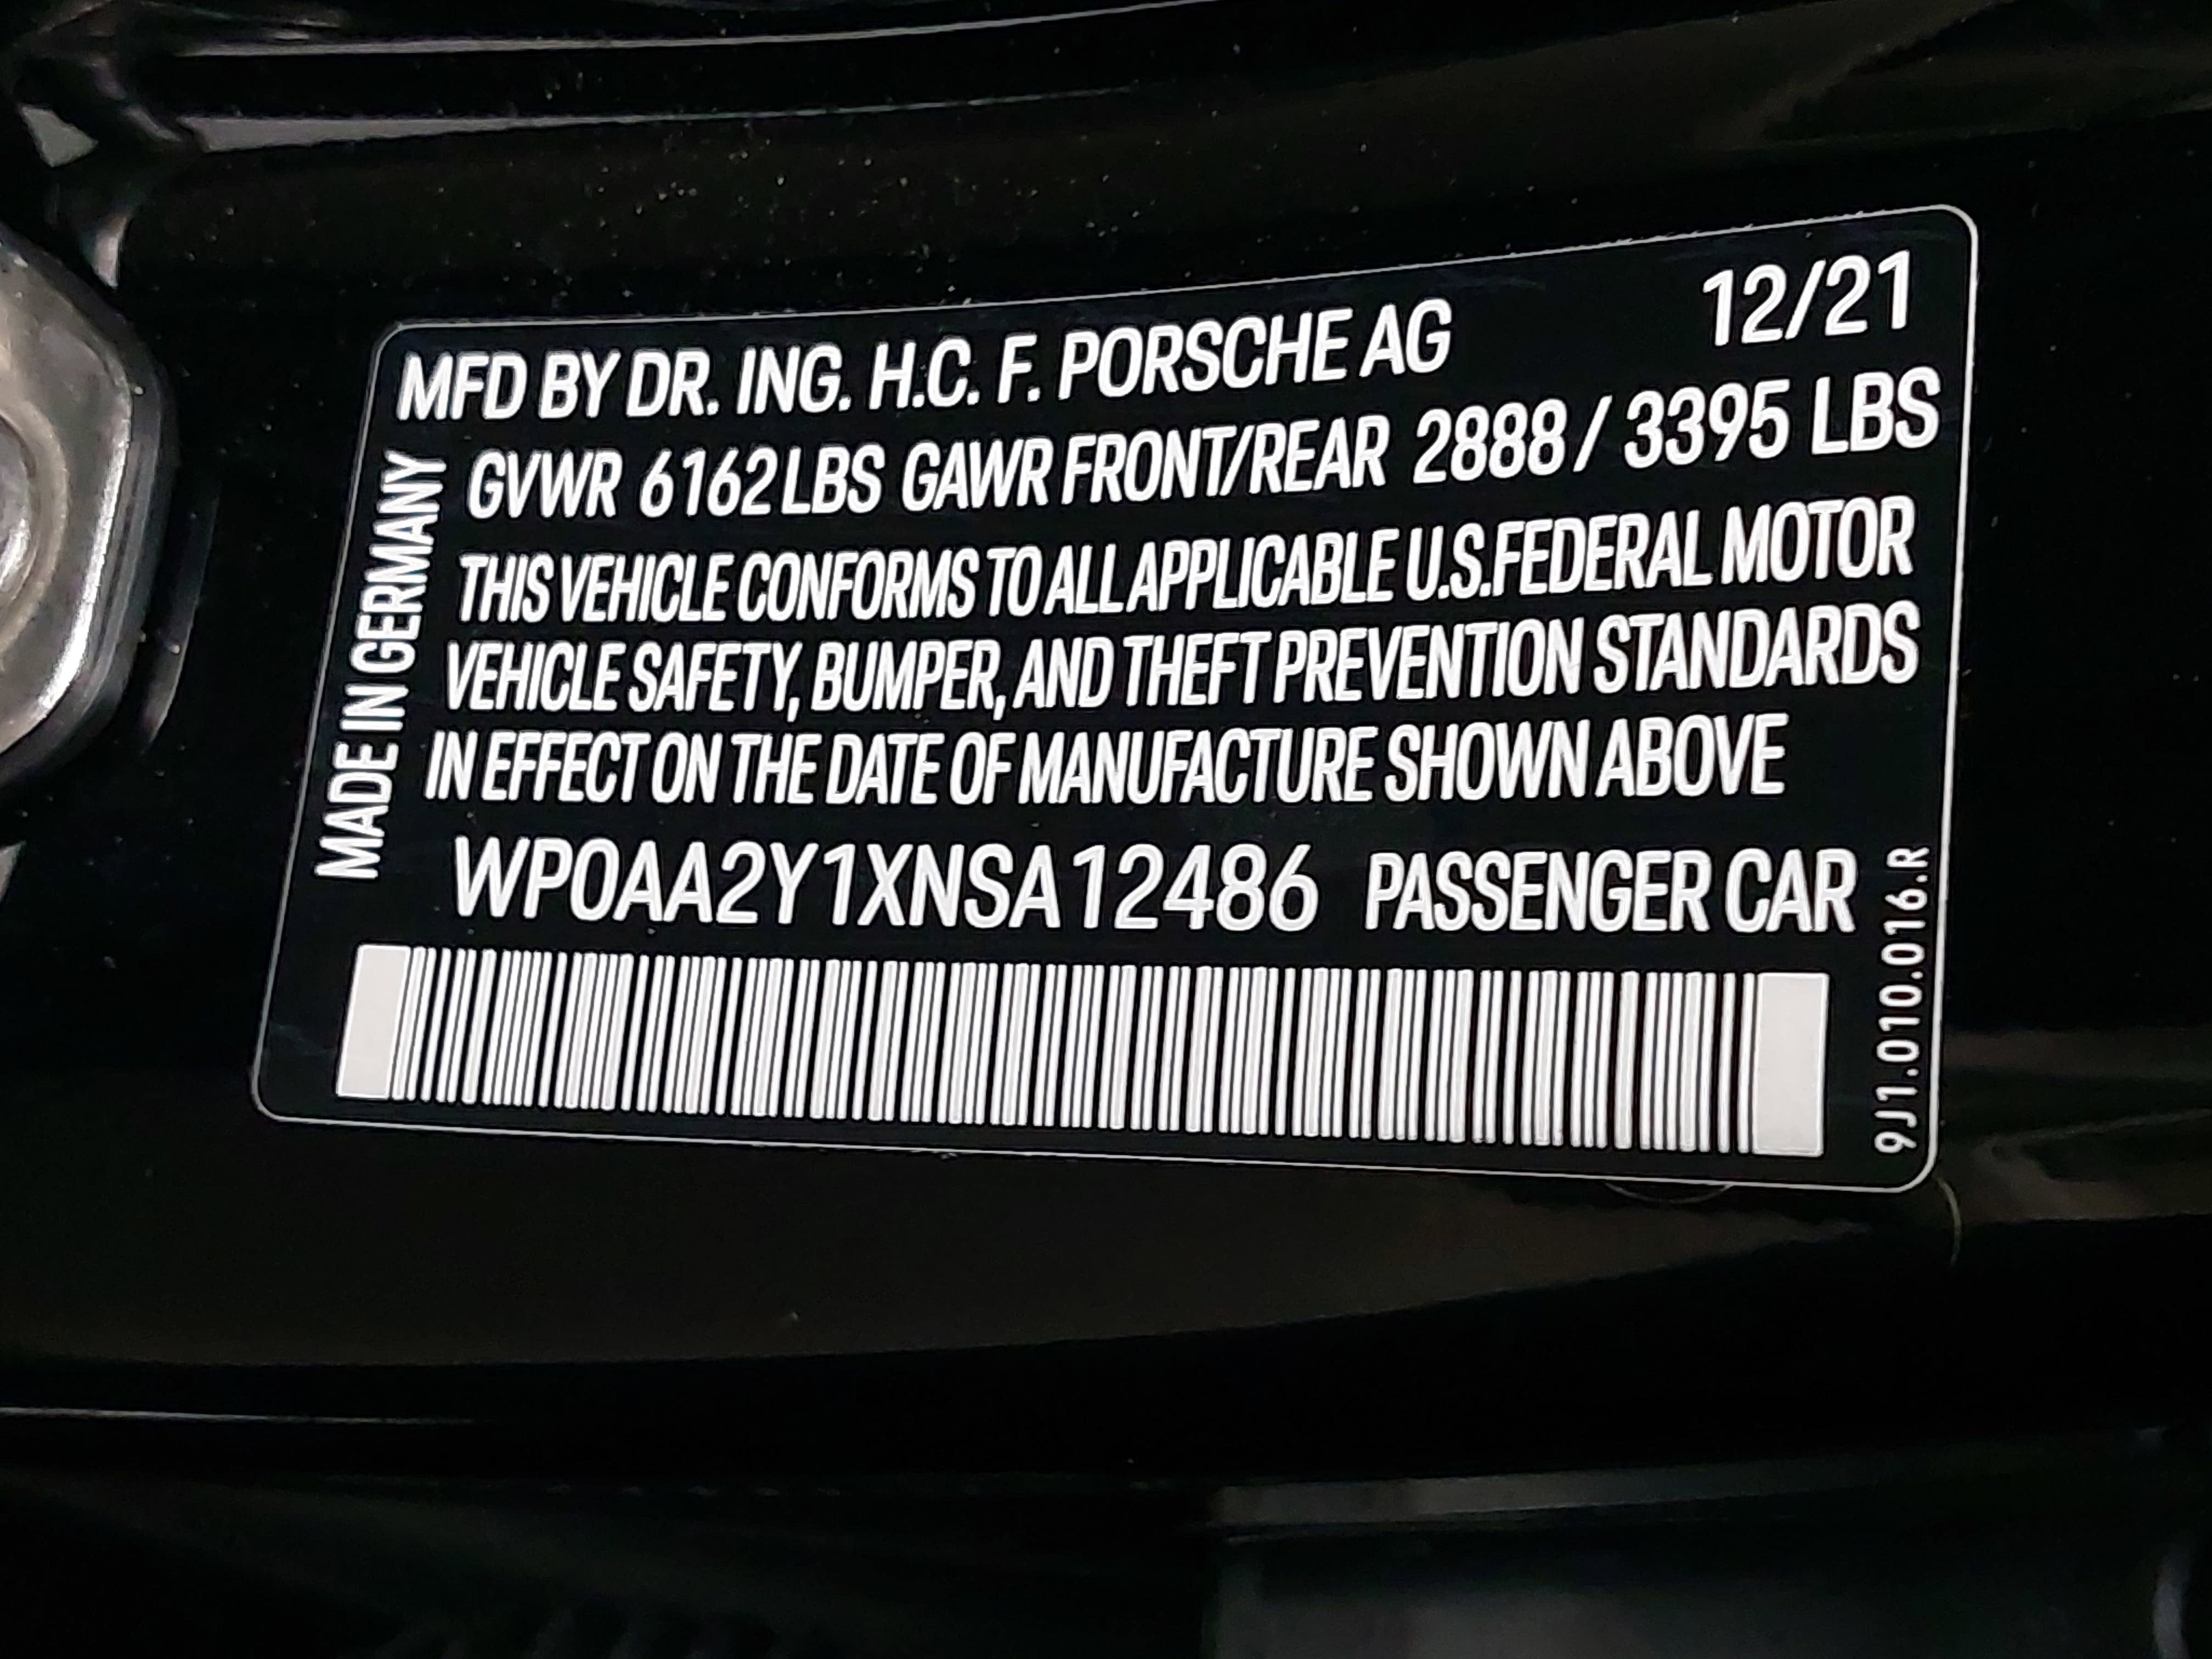 MFD BY DR. ING. H.C. F. PORSCHE AG 12/21
GVWR 6162LBS GAWR FRONT/REAR 2888 / 3395 LBS
THIS VEHICLE CONFORMS TO ALL APPLICABLE U.S.FEDERAL MOTOR
VEHICLE SAFETY, BUMPER, AND THEFT PREVENTION STANDARDS
IN EFFECT ON THE DATE OF MANUFACTURE SHOWN ABOVE
WP0AA2Y1XNSA12486 PASSENGER CAR
MADE IN GERMANY
9J1.010.016.R